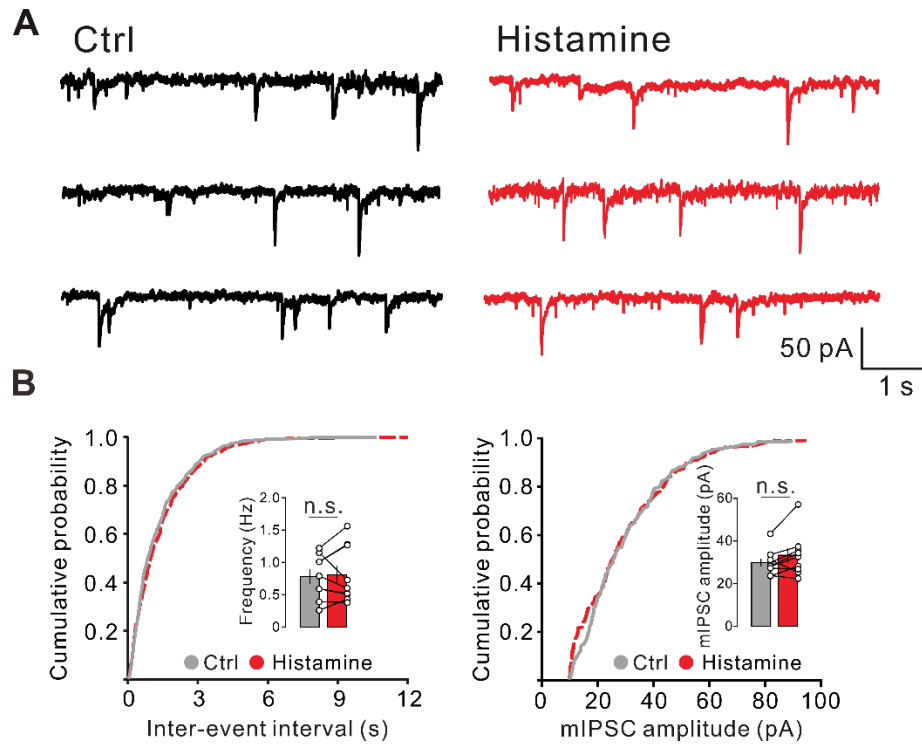 A
Ctrl
Histamine
50 pA
1 s
B
Cumulative probability
1.0
0.8
0.6
0.4
0.2
0
3
6
9
12
Inter-event interval (s)
Frequency (Hz)
2.0
1.5
1.0
0.5
0
n.s.
Ctrl
Histamine
Cumulative probability
1.0
0.8
0.6
0.4
0.2
0
20
40
60
80
100
mIPSC amplitude (pA)
mIPSC amplitude (pA)
60
40
20
0
n.s.
Ctrl
Histamine